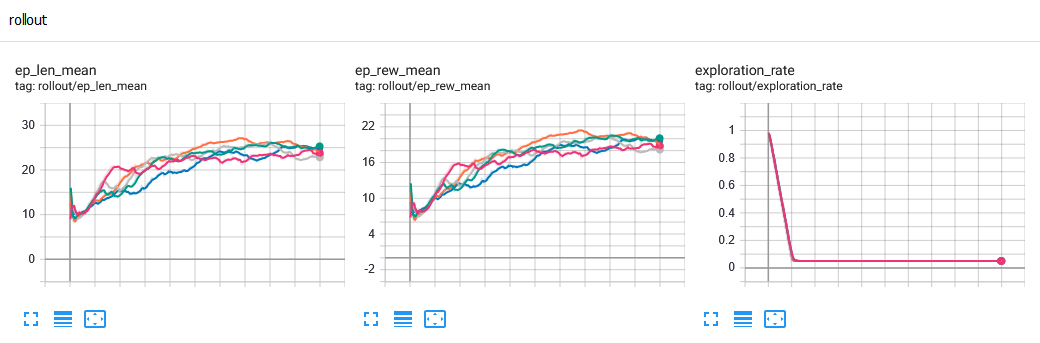 rollout
ep_len_mean
tag: rollout/ep_len_mean
30
20
10
0
ep_rew_mean
tag: rollout/ep_rew_mean
22
16
10
4
-2
exploration_rate
tag: rollout/exploration_rate
1
0.8
0.6
0.4
0.2
0